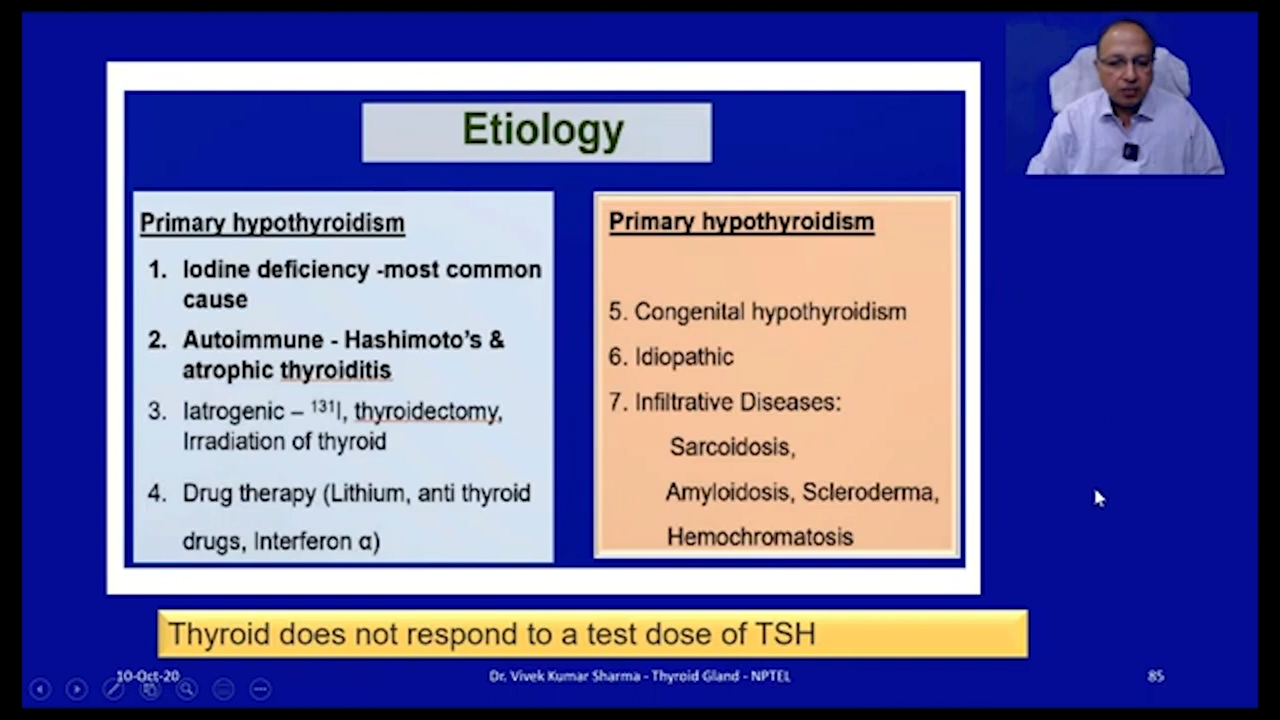 Etiology
Primary hypothyroidism
1. Iodine deficiency -most common
cause
2. Autoimmune - Hashimoto's &
atrophic thyroiditis
3. Iatrogenic – ¹³¹I, thyroidectomy,
Irradiation of thyroid
4. Drug therapy (Lithium, anti thyroid
drugs, Interferon α)
Primary hypothyroidism
5. Congenital hypothyroidism
6. Idiopathic
7. Infiltrative Diseases:
Sarcoidosis,
Amyloidosis, Scleroderma,
Hemochromatosis
Thyroid does not respond to a test dose of TSH
10-Oct-20
Dr. Vivek Kumar Sharma - Thyroid Gland - NPTEL
85